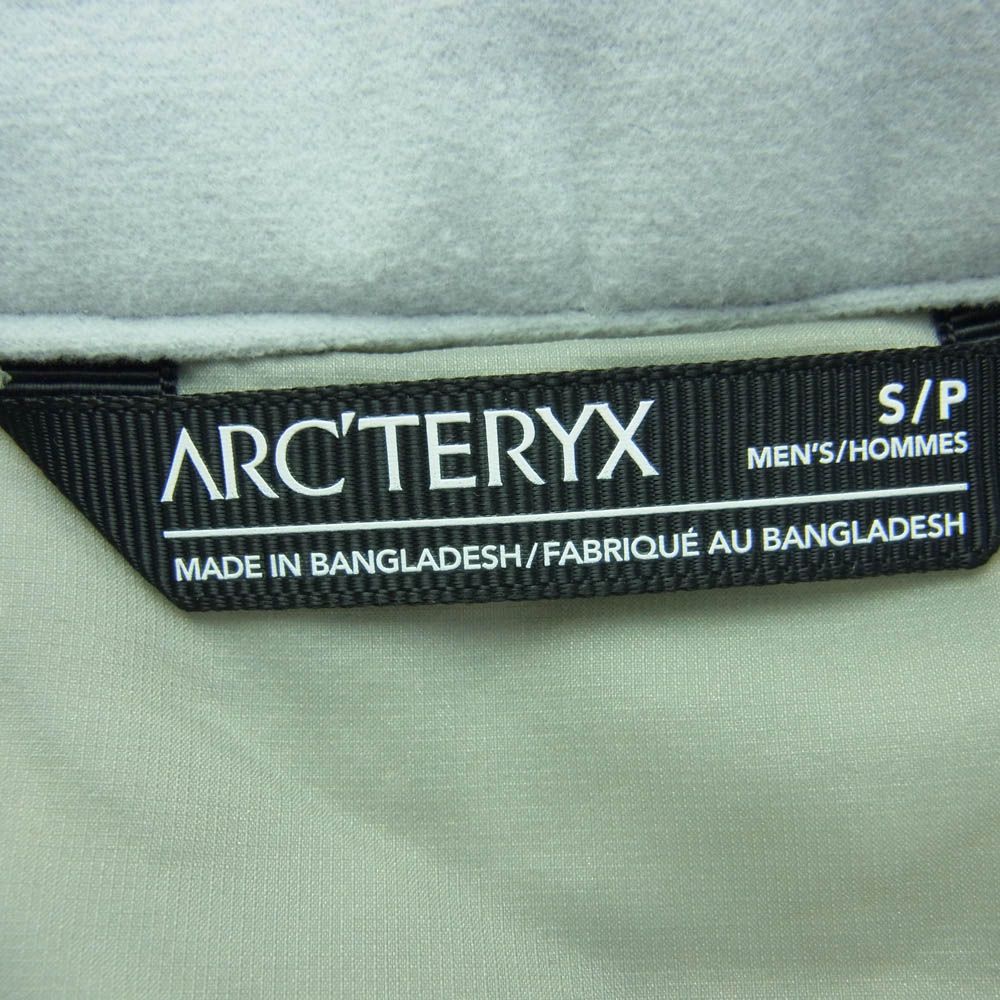 ARC'TERYX
S/P
MEN'S/HOMMES
MADE IN BANGLADESH/FABRIQUÉ AU BANGLADESH